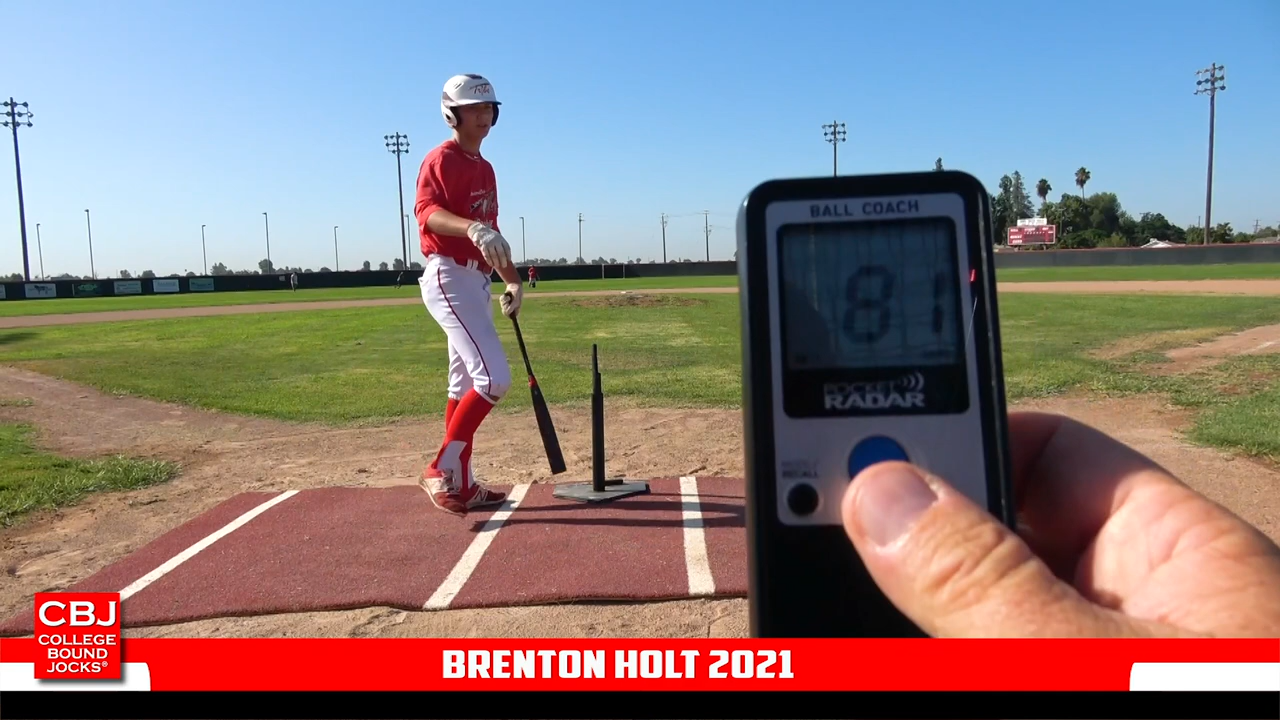 BALL COACH
81
POCKET
RADAR
RECALL
CBJ
COLLEGE
BOUND
JOCKS®
BRENTON HOLT 2021